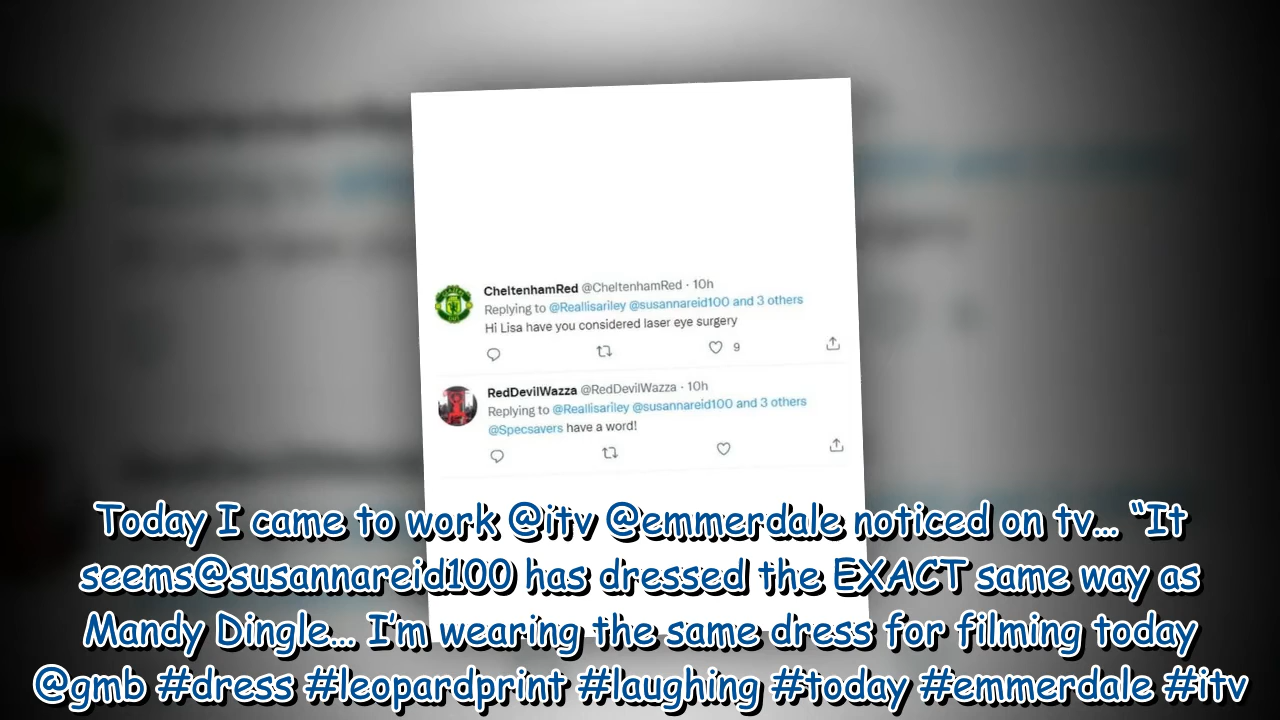 CheltenhamRed @CheltenhamRed · 10h
Replying to @Reallisariley @susannareid100 and 3 others
Hi Lisa have you considered laser eye surgery
9
RedDevilWazza @RedDevilWazza · 10h
Replying to @Reallisariley @susannareid100 and 3 others
@Specsavers have a word!
Today I came to work @itv @emmerdale noticed on tv... “It
seems@susannareid100 has dressed the EXACT same way as
Mandy Dingle... I’m wearing the same dress for filming today
@gmb #dress #leopardprint #laughing #today #emmerdale #itv